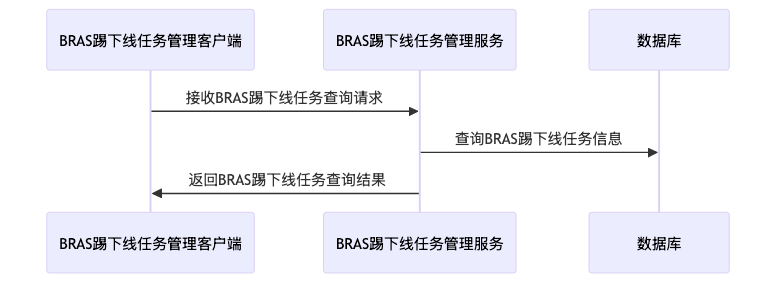 BRAS踢下线任务管理客户端
BRAS踢下线任务管理服务
数据库
接收BRAS踢下线任务查询请求
查询BRAS踢下线任务信息
返回BRAS踢下线任务查询结果
BRAS踢下线任务管理客户端
BRAS踢下线任务管理服务
数据库